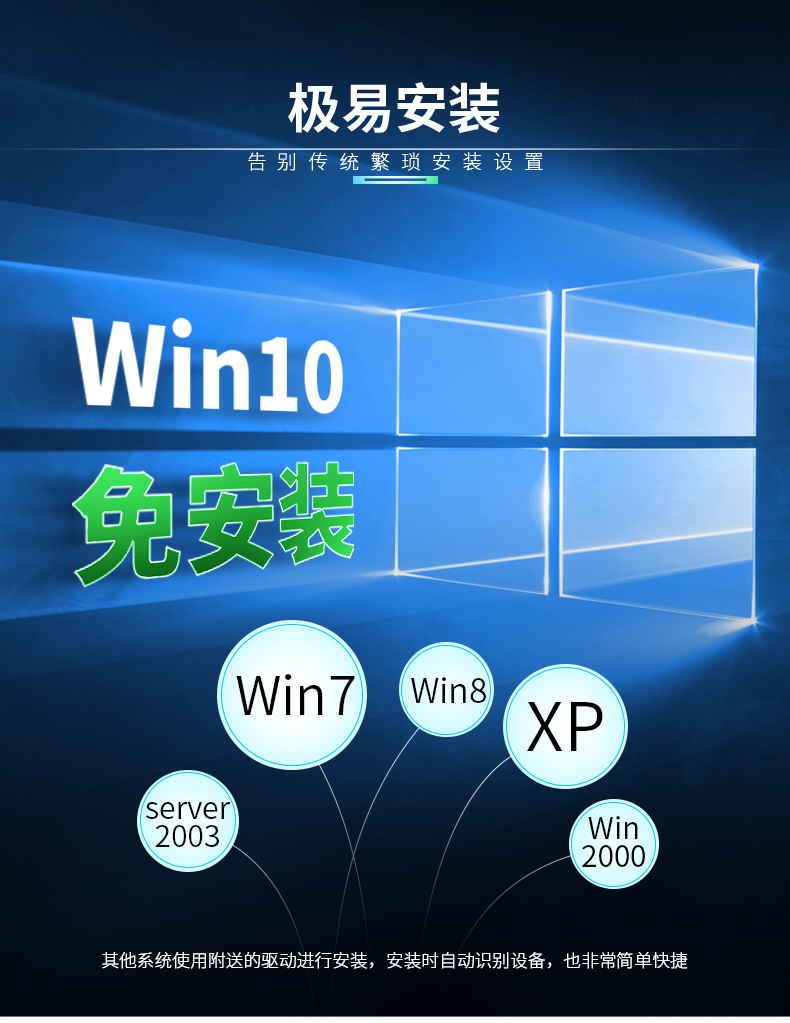 极易安装
告别传统繁琐安装设置
Win10
免安装
Win7
Win8
XP
server
2003
Win
2000
其他系统使用附送的驱动进行安装，安装时自动识别设备，也非常简单快捷